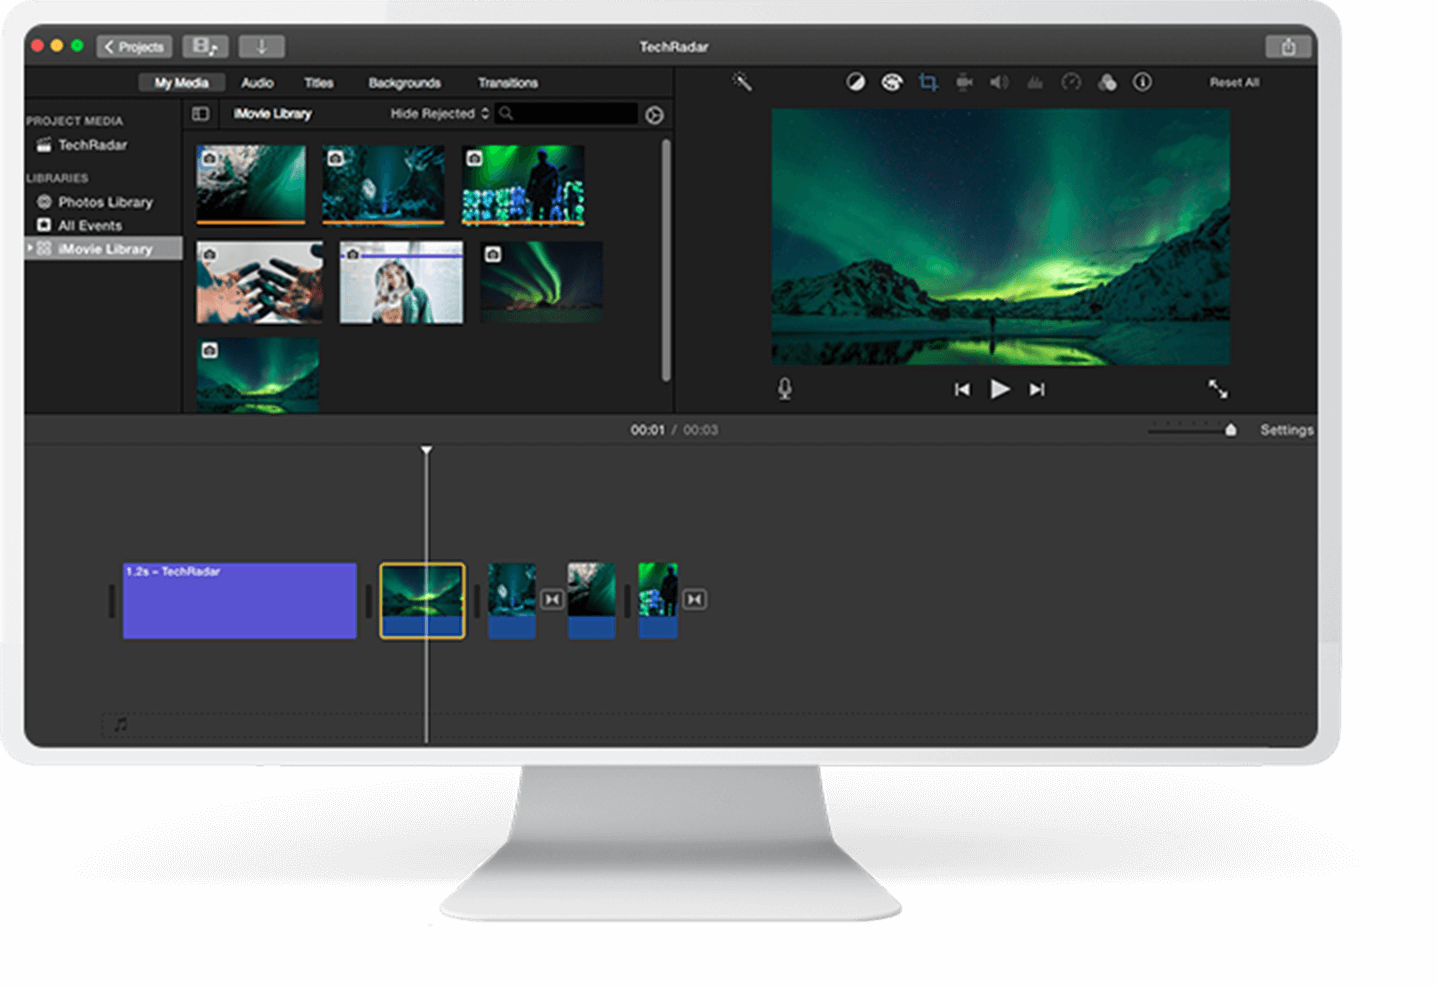 Projects
TechRadar
My Media Audio Titles Backgrounds Transitions
Reset All
PROJECT MEDIA
TechRadar
LIBRARIES
Photos Library
All Events
iMovie Library
iMovie Library Hide Rejected
00:01 / 00:03
Settings
1.2s – TechRadar